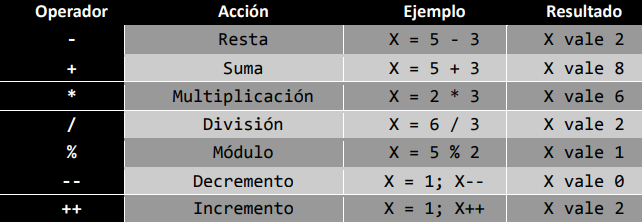 Operador Acción Ejemplo Resultado
- Resta X = 5 - 3 X vale 2
+ Suma X = 5 + 3 X vale 8
* Multiplicación X = 2 * 3 X vale 6
/ División X = 6 / 3 X vale 2
% Módulo X = 5 % 2 X vale 1
-- Decremento X = 1; X-- X vale 0
++ Incremento X = 1; X++ X vale 2